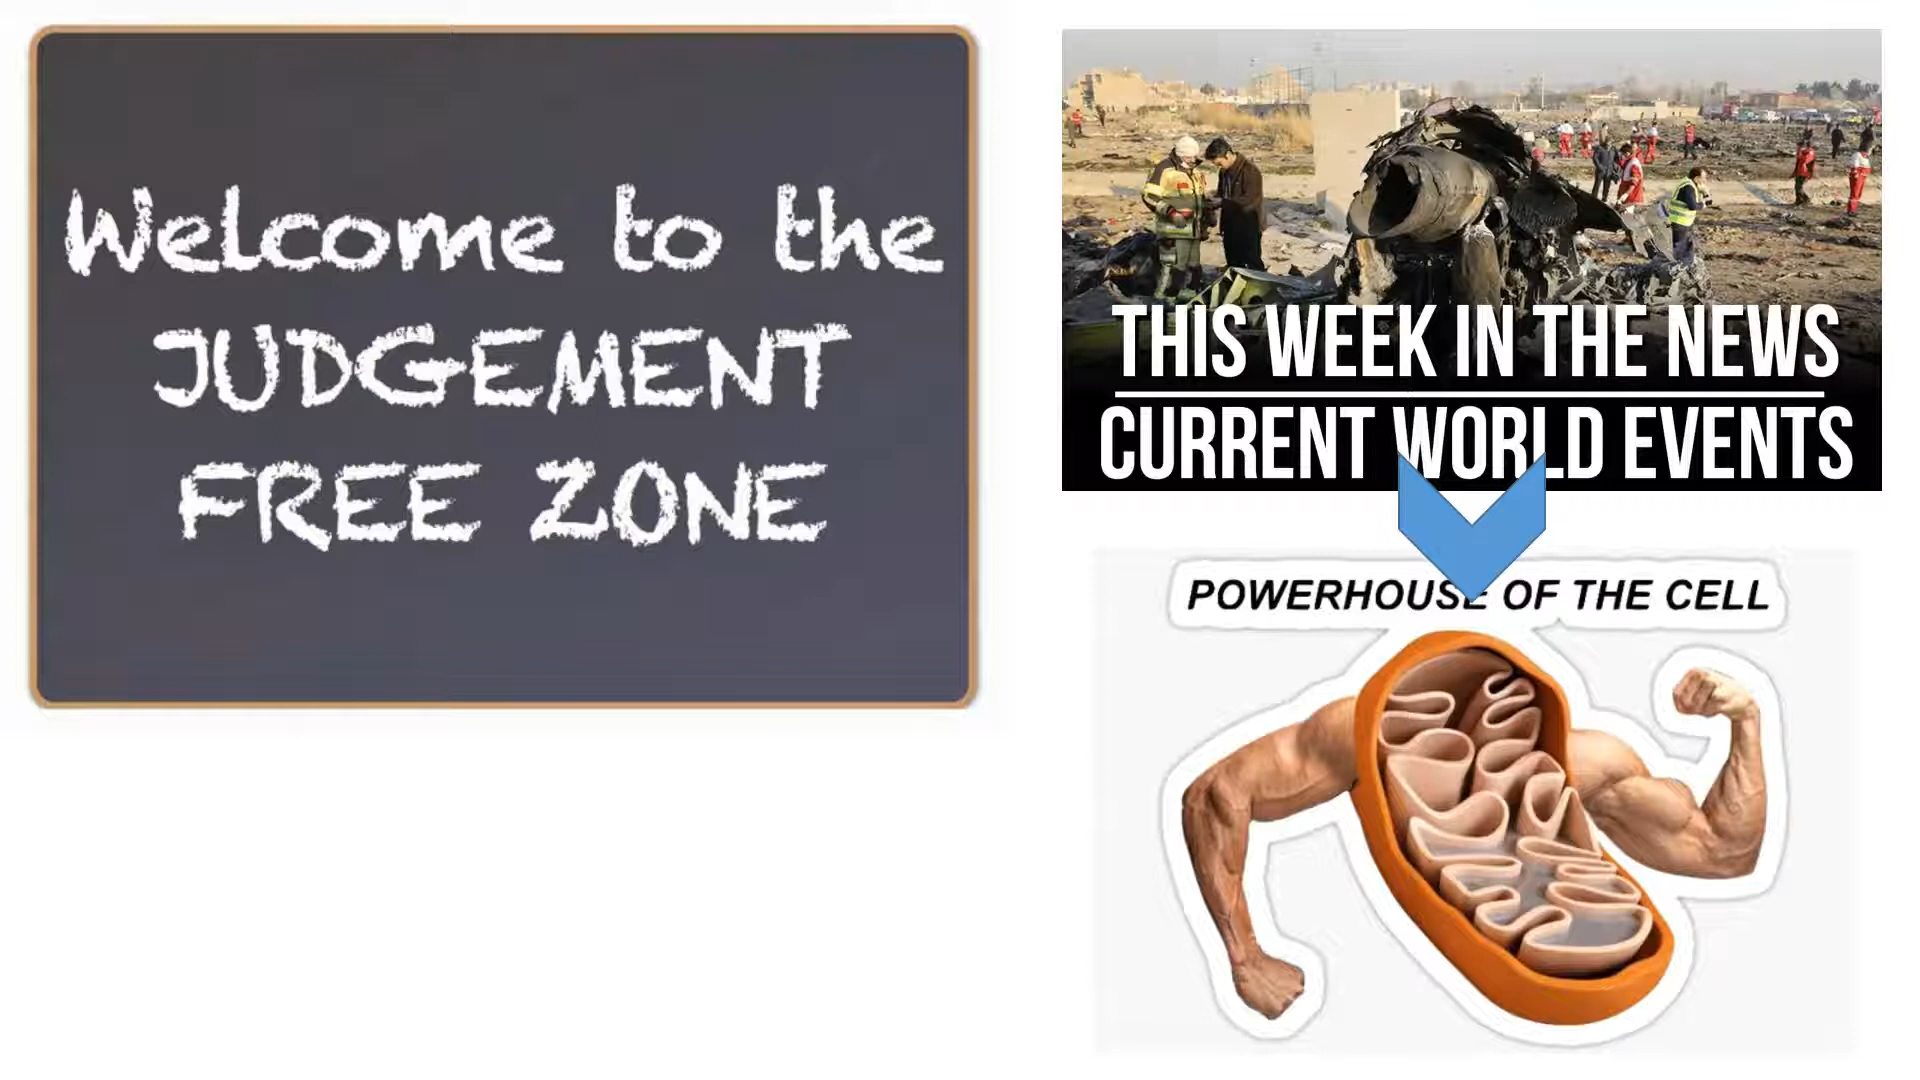 Welcome to the
JUDGEMENT
FREE ZONE
THIS WEEK IN THE NEWS
CURRENT WORLD EVENTS
POWERHOUSE OF THE CELL